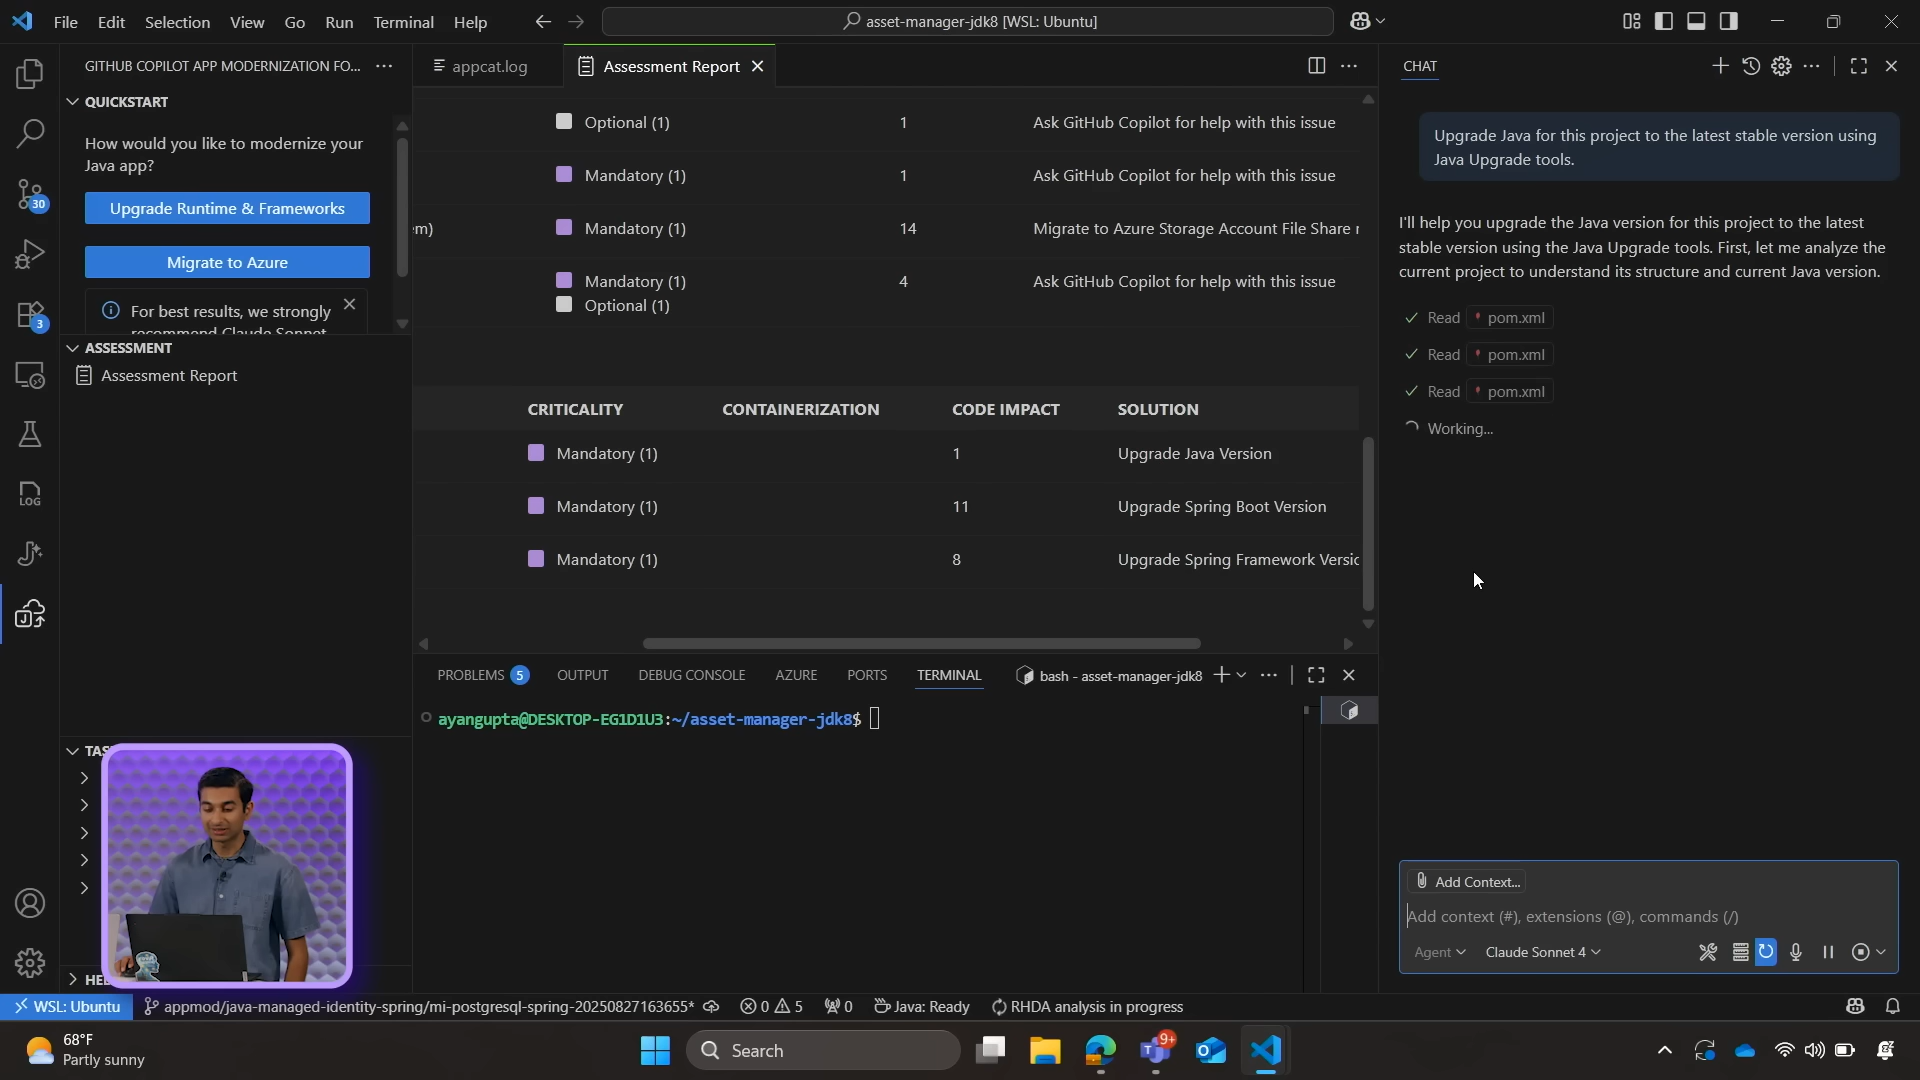 File Edit Selection View Go Run Terminal Help
asset-manager-jdk8 [WSL: Ubuntu]
GITHUB COPILOT APP MODERNIZATION FO...
QUICKSTART
How would you like to modernize your
Java app?
Upgrade Runtime & Frameworks
Migrate to Azure
For best results, we strongly
recommend Claude Sonnet
ASSESSMENT
Assessment Report
30
3
LOG
appcat.log
Assessment Report
Optional (1) 1 Ask GitHub Copilot for help with this issue
Mandatory (1) 1 Ask GitHub Copilot for help with this issue
em) Mandatory (1) 14 Migrate to Azure Storage Account File Share r
Mandatory (1) 4 Ask GitHub Copilot for help with this issue
Optional (1)
CRITICALITY CONTAINERIZATION CODE IMPACT SOLUTION
Mandatory (1) 1 Upgrade Java Version
Mandatory (1) 11 Upgrade Spring Boot Version
Mandatory (1) 8 Upgrade Spring Framework Versic
PROBLEMS 5 OUTPUT DEBUG CONSOLE AZURE PORTS TERMINAL bash - asset-manager-jdk8
ayangupta@DESKTOP-EG1D1U3:~/asset-manager-jdk8$
CHAT
Upgrade Java for this project to the latest stable version using
Java Upgrade tools.
I'll help you upgrade the Java version for this project to the latest
stable version using the Java Upgrade tools. First, let me analyze the
current project to understand its structure and current Java version.
Read pom.xml
Read pom.xml
Read pom.xml
Working...
Add Context...
Add context (#), extensions (@), commands (/)
Agent Claude Sonnet 4
TAS
HEL
WSL: Ubuntu appmod/java-managed-identity-spring/mi-postgresql-spring-20250827163655* 0 5 0 Java: Ready RHDA analysis in progress
68°F
Partly sunny
Search
9+